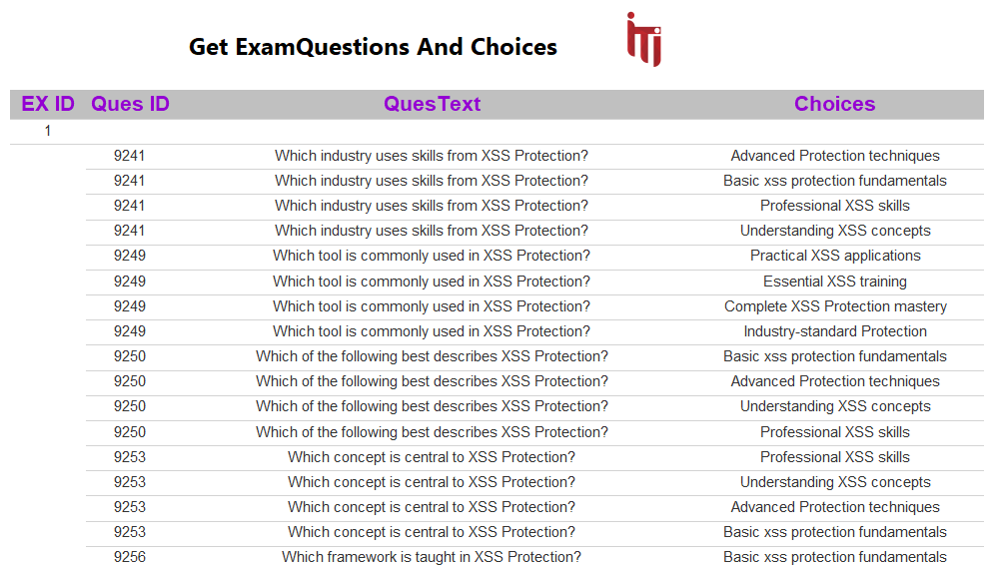 Get ExamQuestions And Choices
iTi
EX ID Ques ID QuesText Choices
1
9241 Which industry uses skills from XSS Protection? Advanced Protection techniques
9241 Which industry uses skills from XSS Protection? Basic xss protection fundamentals
9241 Which industry uses skills from XSS Protection? Professional XSS skills
9241 Which industry uses skills from XSS Protection? Understanding XSS concepts
9249 Which tool is commonly used in XSS Protection? Practical XSS applications
9249 Which tool is commonly used in XSS Protection? Essential XSS training
9249 Which tool is commonly used in XSS Protection? Complete XSS Protection mastery
9249 Which tool is commonly used in XSS Protection? Industry-standard Protection
9250 Which of the following best describes XSS Protection? Basic xss protection fundamentals
9250 Which of the following best describes XSS Protection? Advanced Protection techniques
9250 Which of the following best describes XSS Protection? Understanding XSS concepts
9250 Which of the following best describes XSS Protection? Professional XSS skills
9253 Which concept is central to XSS Protection? Professional XSS skills
9253 Which concept is central to XSS Protection? Understanding XSS concepts
9253 Which concept is central to XSS Protection? Advanced Protection techniques
9253 Which concept is central to XSS Protection? Basic xss protection fundamentals
9256 Which framework is taught in XSS Protection? Basic xss protection fundamentals